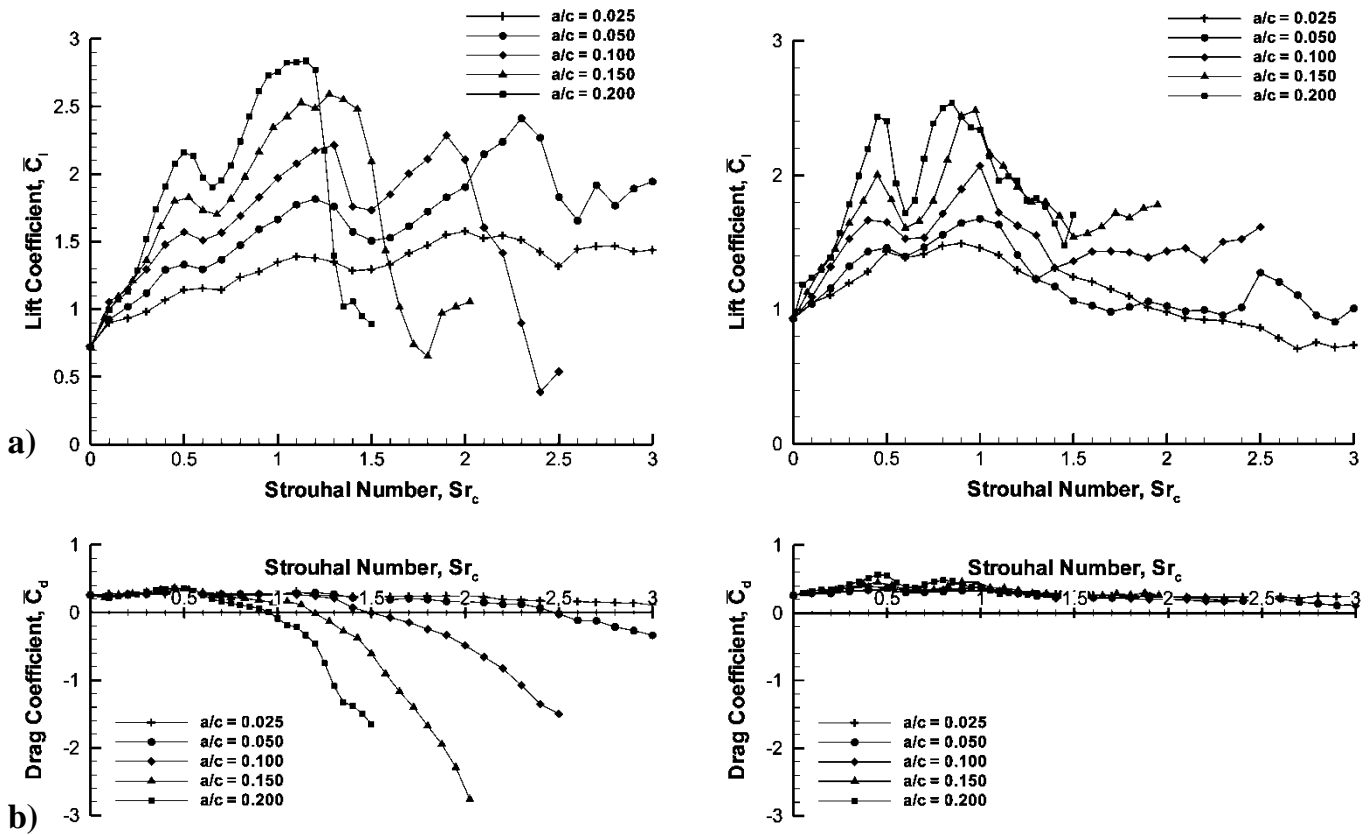 a/c = 0.025
a/c = 0.050
a/c = 0.100
a/c = 0.150
a/c = 0.200
3
2.5
2
1.5
1
0.5
0
Lift Coefficient, C̅l
a)
0 0.5 1 1.5 2 2.5 3
Strouhal Number, Src
a/c = 0.025
a/c = 0.050
a/c = 0.100
a/c = 0.150
a/c = 0.200
3
2.5
2
1.5
1
0.5
0
Lift Coefficient, C̅l
0 0.5 1 1.5 2 2.5 3
Strouhal Number, Src
1
0
-1
-2
-3
Drag Coefficient, C̅d
Strouhal Number, Src
0.5 1 1.5 2 2.5 3
a/c = 0.025
a/c = 0.050
a/c = 0.100
a/c = 0.150
a/c = 0.200
b)
1
0
-1
-2
-3
Drag Coefficient, C̅d
Strouhal Number, Src
0.5 1 1.5 2 2.5 3
a/c = 0.025
a/c = 0.050
a/c = 0.100
a/c = 0.150
a/c = 0.200